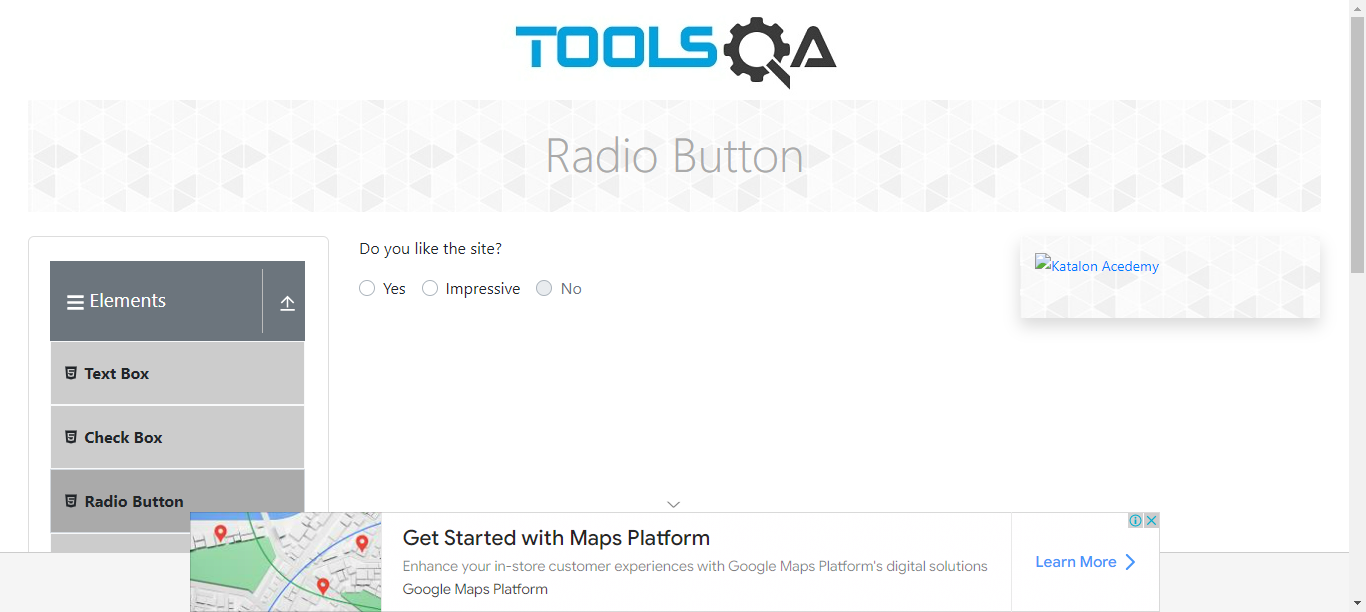 TOOLSQA
Radio Button
Elements
Text Box
Check Box
Radio Button
Do you like the site?
Yes Impressive No
Katalon Acedemy
Get Started with Maps Platform
Enhance your in-store customer experiences with Google Maps Platform's digital solutions
Google Maps Platform
Learn More